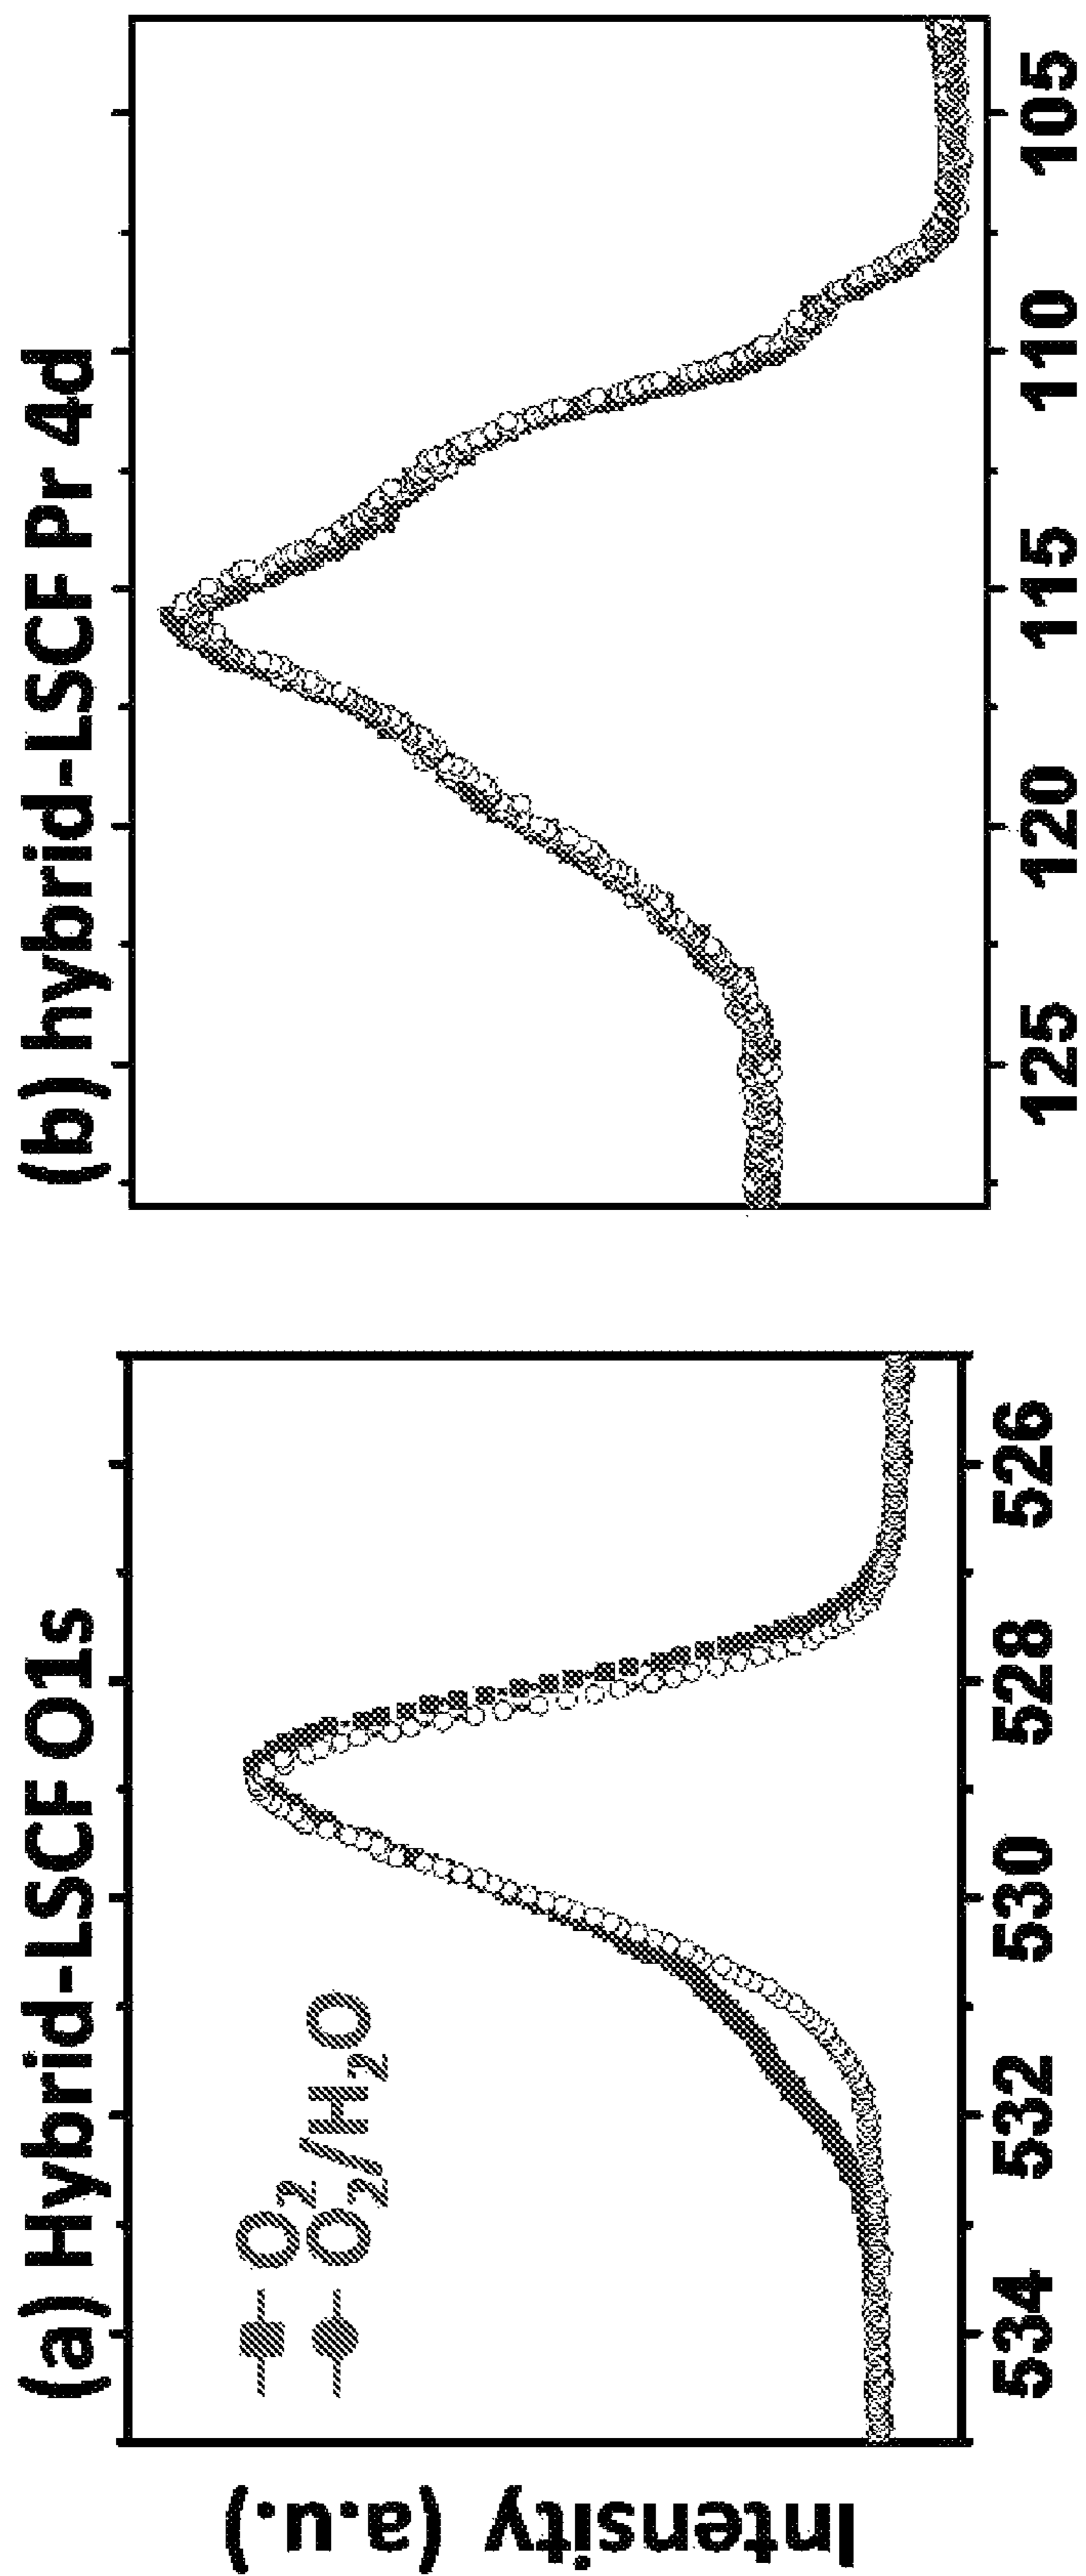 (a) Hybrid-LSCF O1s
O₂
O₂/H₂O
Intensity (a.u.)
534 532 530 528 526
(b) hybrid-LSCF Pr 4d
125 120 115 110 105